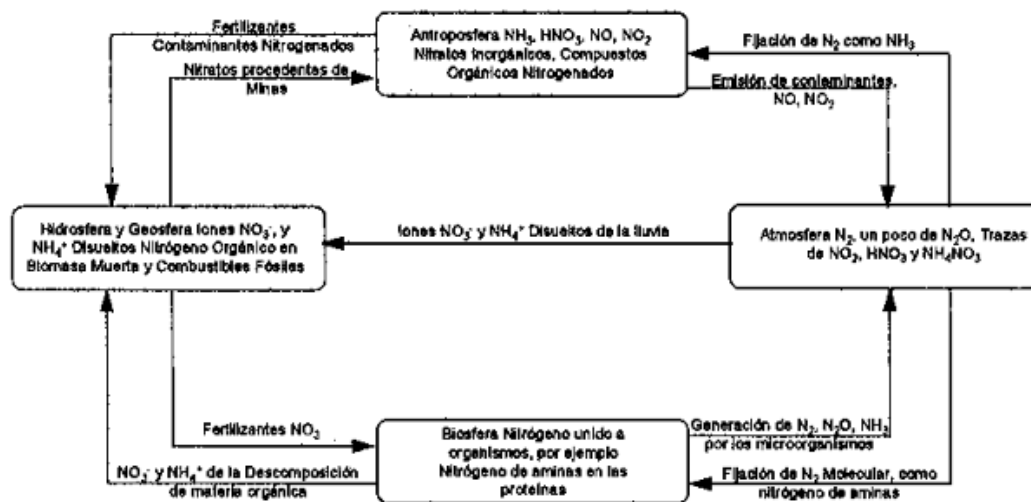 Fertilizantes
Contaminantes Nitrogenados
Nitratos procedentes de
Minas
Antroposfera NH₃, HNO₃, NO, NO₂
Nitratos Inorgánicos, Compuestos
Orgánicos Nitrogenados
Fijación de N₂ como NH₃
Emisión de contaminantes,
NO, NO₂
Hidrosfera y Geosfera Iones NO₃⁻, y
NH₄⁺ Disueltos Nitrógeno Orgánico en
Biomasa Muerta y Combustibles Fósiles
Iones NO₃⁻ y NH₄⁺ Disueltos de la lluvia
Atmosfera N₂, un poco de N₂O, Trazas
de NO₂, HNO₃ y NH₄NO₃
Fertilizantes NO₃
NO₃⁻ y NH₄⁺ de la Descomposición
de materia orgánica
Biosfera Nitrógeno unido a
organismos, por ejemplo
Nitrógeno de aminas en las
proteínas
Generación de N₂, N₂O, NH₃
por los microorganismos
Fijación de N₂ Molecular, como
nitrógeno de aminas